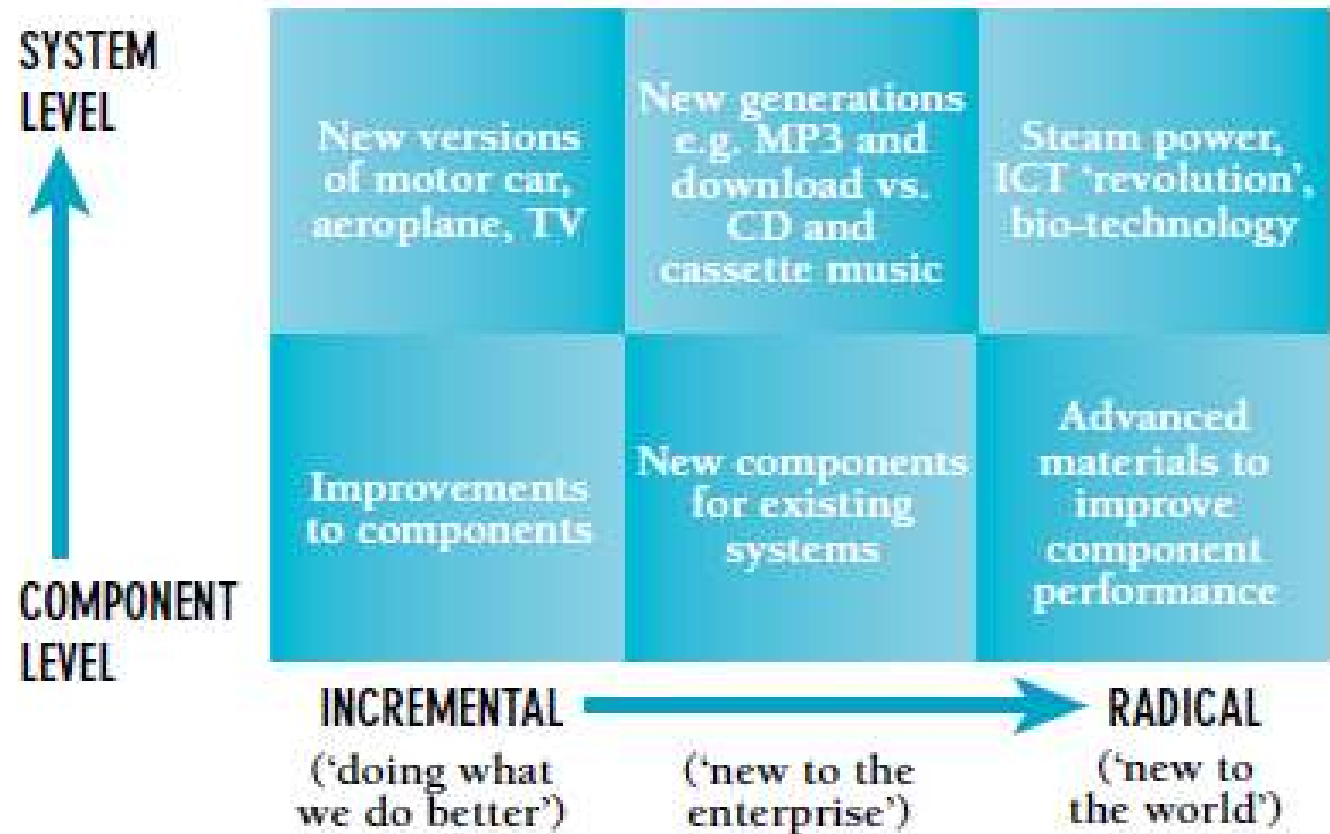 SYSTEM
LEVEL
New versions
of motor car,
aeroplane, TV
New generations
e.g. MP3 and
download vs.
CD and
cassette music
Steam power,
ICT ‘revolution’,
bio-technology
Improvements
to components
New components
for existing
systems
Advanced
materials to
improve
component
performance
COMPONENT
LEVEL
INCREMENTAL
RADICAL
(‘doing what
we do better’)
(‘new to the
enterprise’)
(‘new to
the world’)